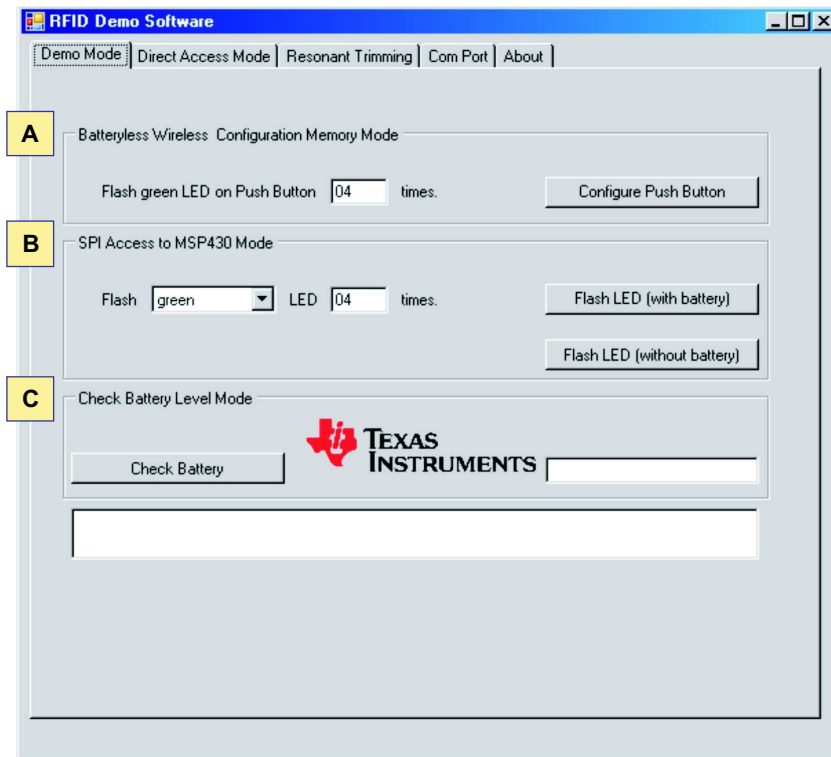 RFID Demo Software
Demo Mode Direct Access Mode Resonant Trimming Com Port About
A
Batteryless Wireless Configuration Memory Mode
Flash green LED on Push Button 04 times. Configure Push Button
B
SPI Access to MSP430 Mode
Flash green LED 04 times. Flash LED (with battery)
Flash LED (without battery)
C
Check Battery Level Mode
TEXAS
INSTRUMENTS
Check Battery